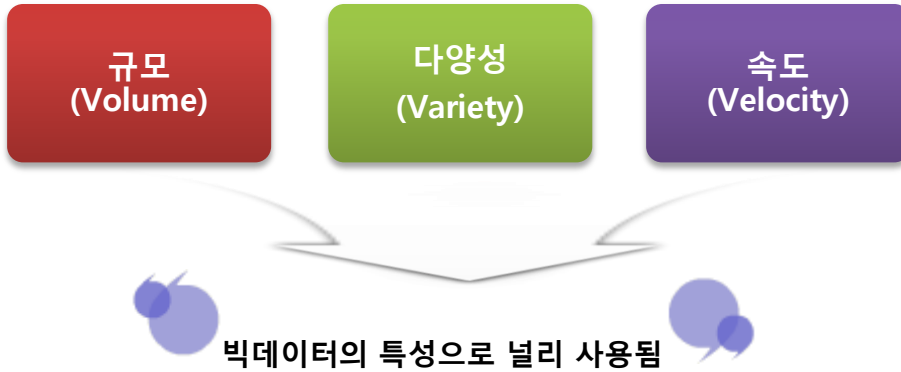 규모
(Volume)
다양성
(Variety)
속도
(Velocity)
빅데이터의 특성으로 널리 사용됨